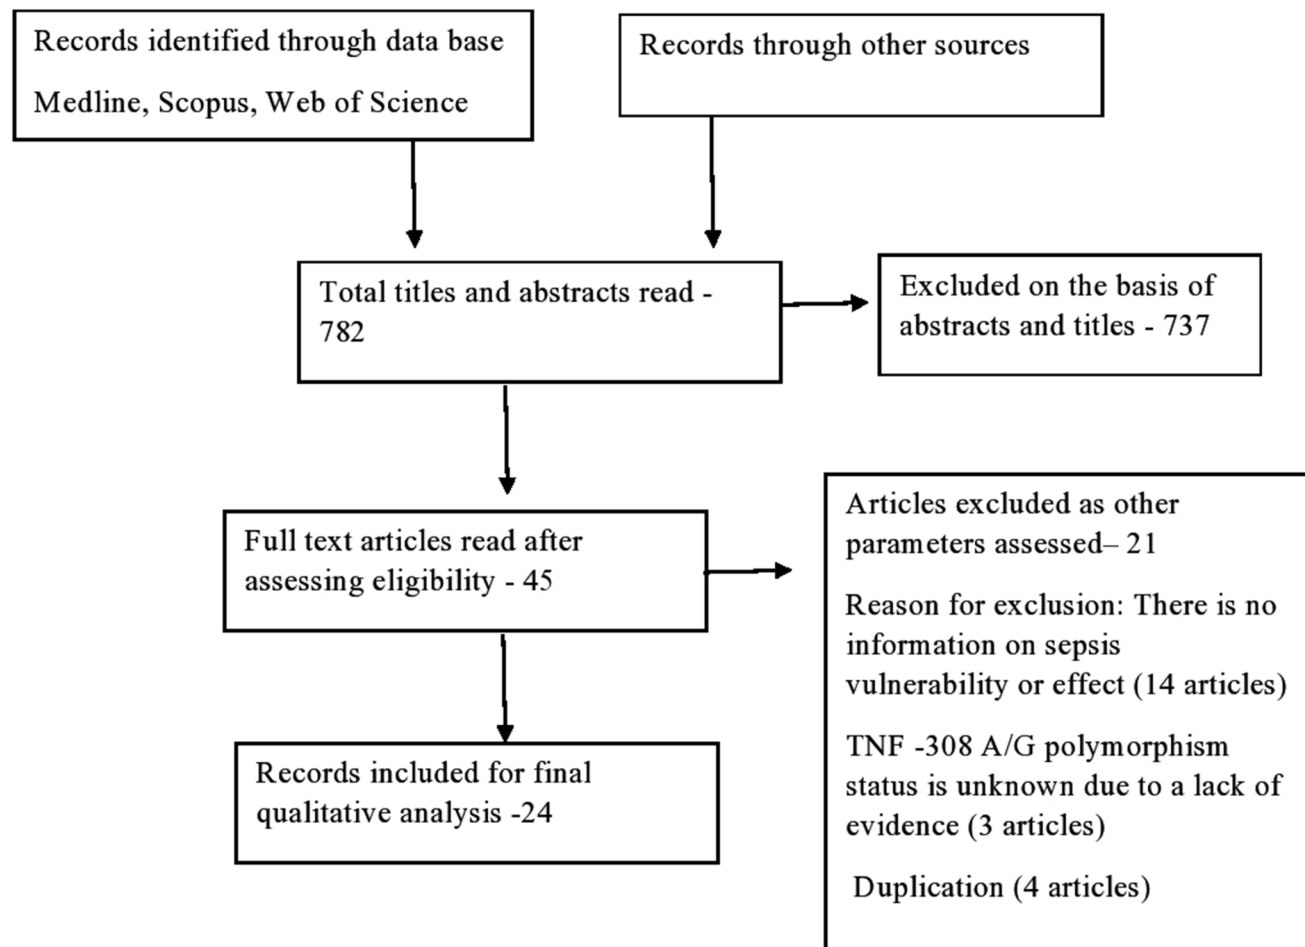 Records identified through data base
Medline, Scopus, Web of Science
Records through other sources
Total titles and abstracts read -
782
Excluded on the basis of
abstracts and titles - 737
Full text articles read after
assessing eligibility - 45
Articles excluded as other
parameters assessed– 21
Reason for exclusion: There is no
information on sepsis
vulnerability or effect (14 articles)
TNF -308 A/G polymorphism
status is unknown due to a lack of
evidence (3 articles)
Duplication (4 articles)
Records included for final
qualitative analysis -24